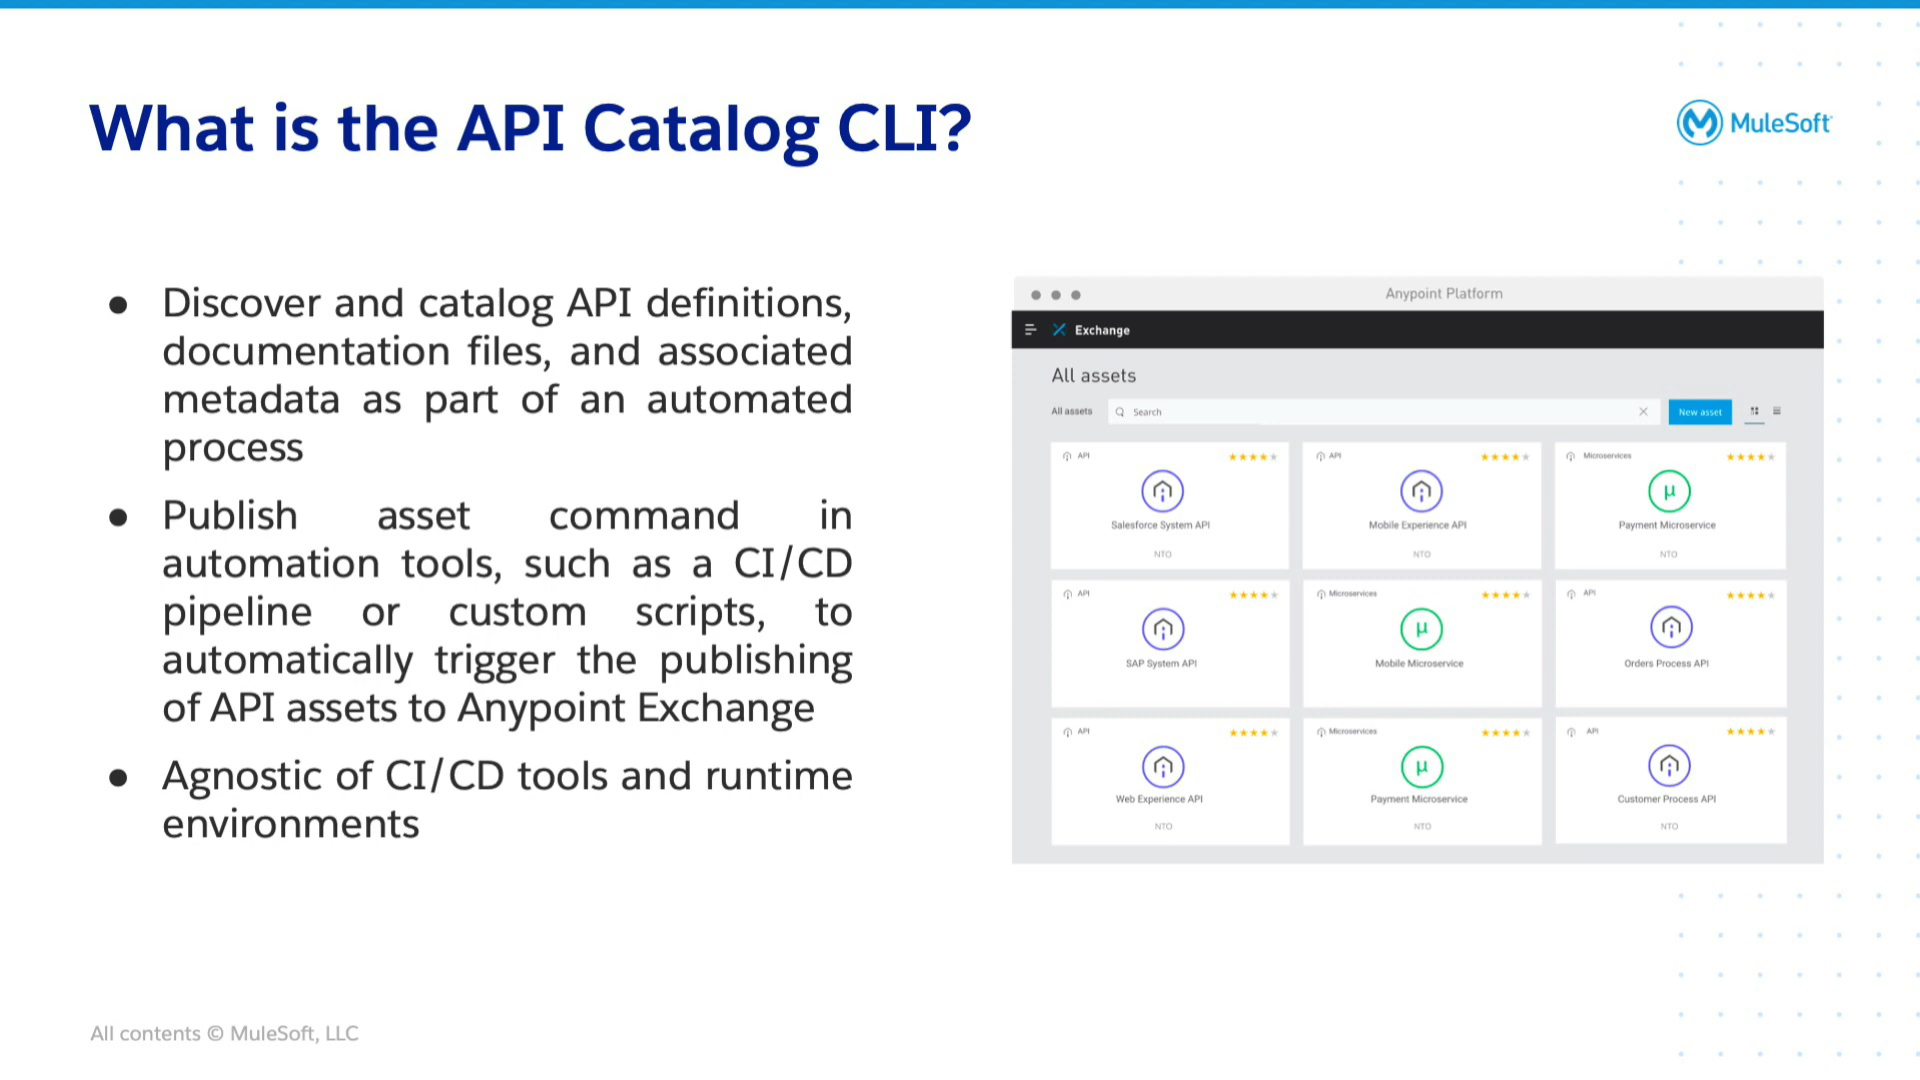 What is the API Catalog CLI?
MuleSoft
● Discover and catalog API definitions,
documentation files, and associated
metadata as part of an automated
process
● Publish asset command in
automation tools, such as a CI/CD
pipeline or custom scripts, to
automatically trigger the publishing
of API assets to Anypoint Exchange
● Agnostic of CI/CD tools and runtime
environments
Anypoint Platform
Exchange
All assets
All assets
Search
New asset
API
Salesforce System API
NTO
API
Mobile Experience API
NTO
Microservices
Payment Microservice
NTO
API
SAP System API
Microservices
Mobile Microservice
API
Orders Process API
API
Web Experience API
NTO
Microservices
Payment Microservice
NTO
API
Customer Process API
NTO
All contents © MuleSoft, LLC